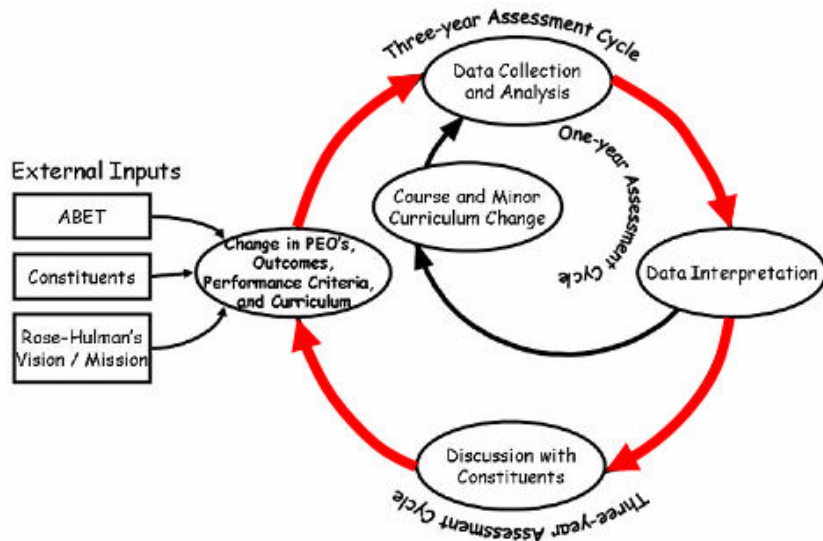 Three-year Assessment Cycle
Data Collection
and Analysis
One-year Assessment Cycle
External Inputs
ABET
Constituents
Rose-Hulman's
Vision / Mission
Course and Minor
Curriculum Change
Change in PEO's,
Outcomes,
Performance Criteria,
and Curriculum
Data Interpretation
Discussion with
Constituents
Three-year Assessment Cycle